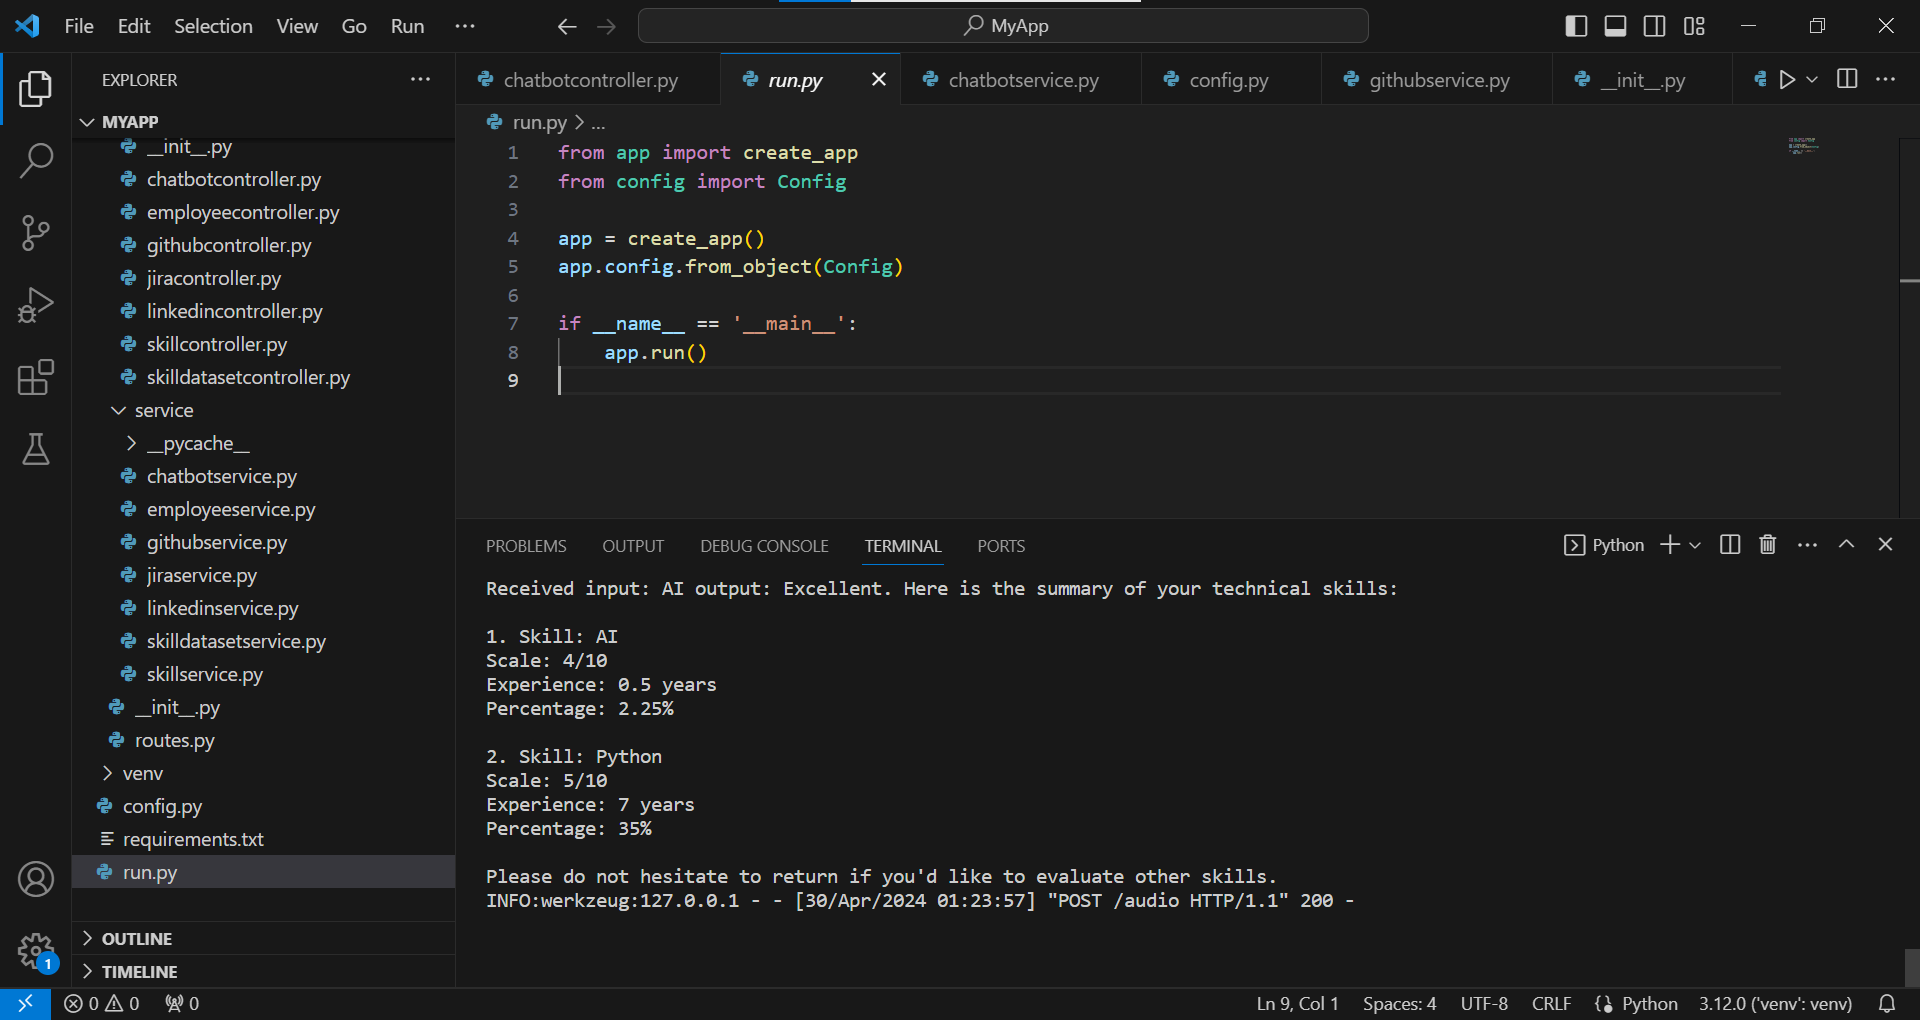 File Edit Selection View Go Run ···
MyApp
EXPLORER
MYAPP
__init__.py
chatbotcontroller.py
employeecontroller.py
githubcontroller.py
jiracontroller.py
linkedincontroller.py
skillcontroller.py
skilldatasetcontroller.py
service
__pycache__
chatbotservice.py
employeeservice.py
githubservice.py
jiraservice.py
linkedinservice.py
skilldatasetservice.py
skillservice.py
__init__.py
routes.py
venv
config.py
requirements.txt
run.py
OUTLINE
TIMELINE
1
chatbotcontroller.py run.py chatbotservice.py config.py githubservice.py __init__.py
run.py > ...
1 from app import create_app
2 from config import Config
3
4 app = create_app()
5 app.config.from_object(Config)
6
7 if __name__ == '__main__':
8 app.run()
9
PROBLEMS OUTPUT DEBUG CONSOLE TERMINAL PORTS
Python
Received input: AI output: Excellent. Here is the summary of your technical skills:
1. Skill: AI
Scale: 4/10
Experience: 0.5 years
Percentage: 2.25%
2. Skill: Python
Scale: 5/10
Experience: 7 years
Percentage: 35%
Please do not hesitate to return if you'd like to evaluate other skills.
INFO:werkzeug:127.0.0.1 - - [30/Apr/2024 01:23:57] "POST /audio HTTP/1.1" 200 -
0 0 0 Ln 9, Col 1 Spaces: 4 UTF-8 CRLF Python 3.12.0 ('venv': venv)